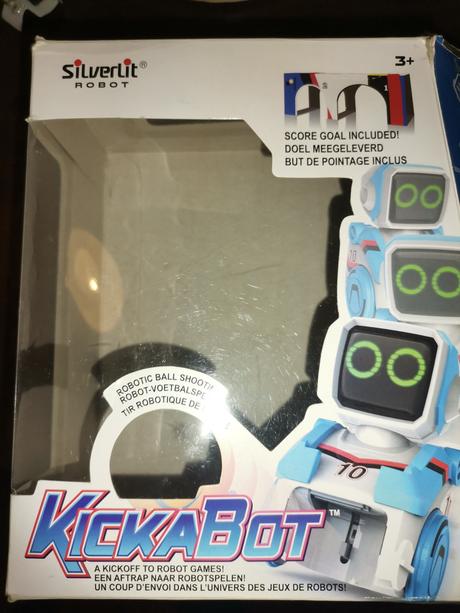 SilverLit®
ROBOT
3+
SCORE GOAL INCLUDED!
DOEL MEEGELEVERD
BUT DE POINTAGE INCLUS
ROBOTIC BALL
ROBOT-VOETBALSPE
TIR ROBOTIQUE DE
10
10
KICKABOT™
A KICKOFF TO ROBOT GAMES!
EEN AFTRAP NAAR ROBOTSPELEN!
UN COUP D'ENVOI DANS L'UNIVERS DES JEUX DE ROBOTS!